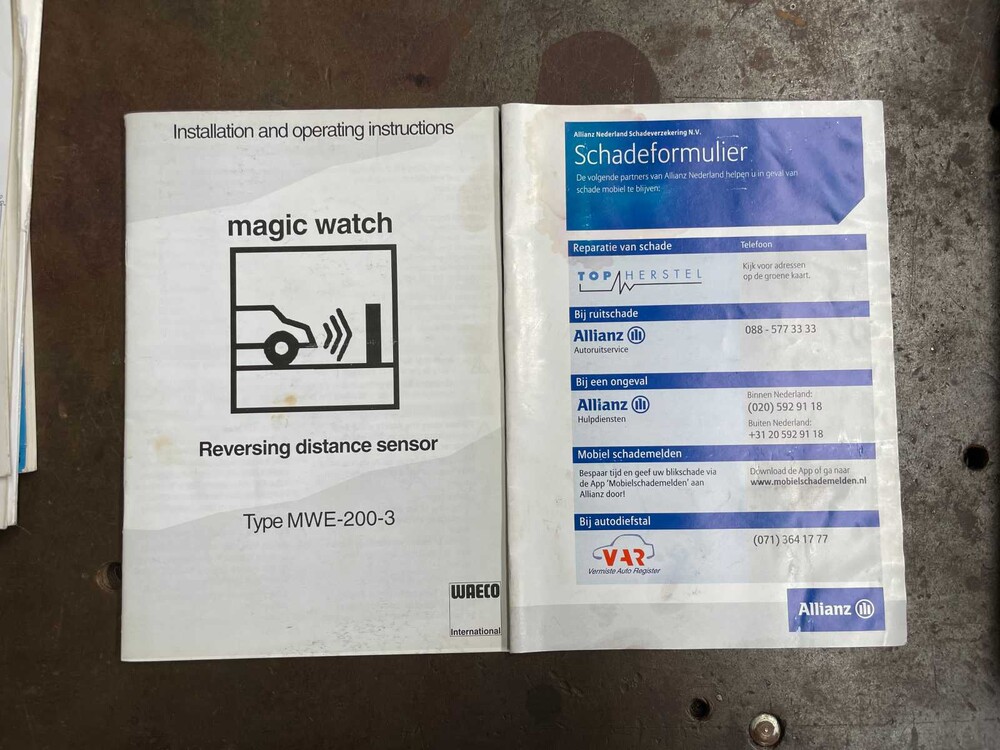 Installation and operating instructions
magic watch
Reversing distance sensor
Type MWE-200-3
WAECO
International
Allianz Nederland Schadeverzekering N.V.
Schadeformulier
De volgende partners van Allianz Nederland helpen u in geval van
schade mobiel te blijven:
Reparatie van schade
Telefoon
TOP HERSTEL
Kijk voor adressen
op de groene kaart.
Bij ruitschade
Allianz
Autoruitservice
088 - 577 33 33
Bij een ongeval
Allianz
Hulpdiensten
Binnen Nederland:
(020) 592 91 18
Buiten Nederland:
+31 20 592 91 18
Mobiel schademelden
Bespaar tijd en geef uw blikschade via
de App 'Mobielschademelden' aan
Allianz door!
Download de App of ga naar
www.mobielschademelden.nl
Bij autodiefstal
VAR
Vermiste Auto Register
(071) 364 17 77
Allianz